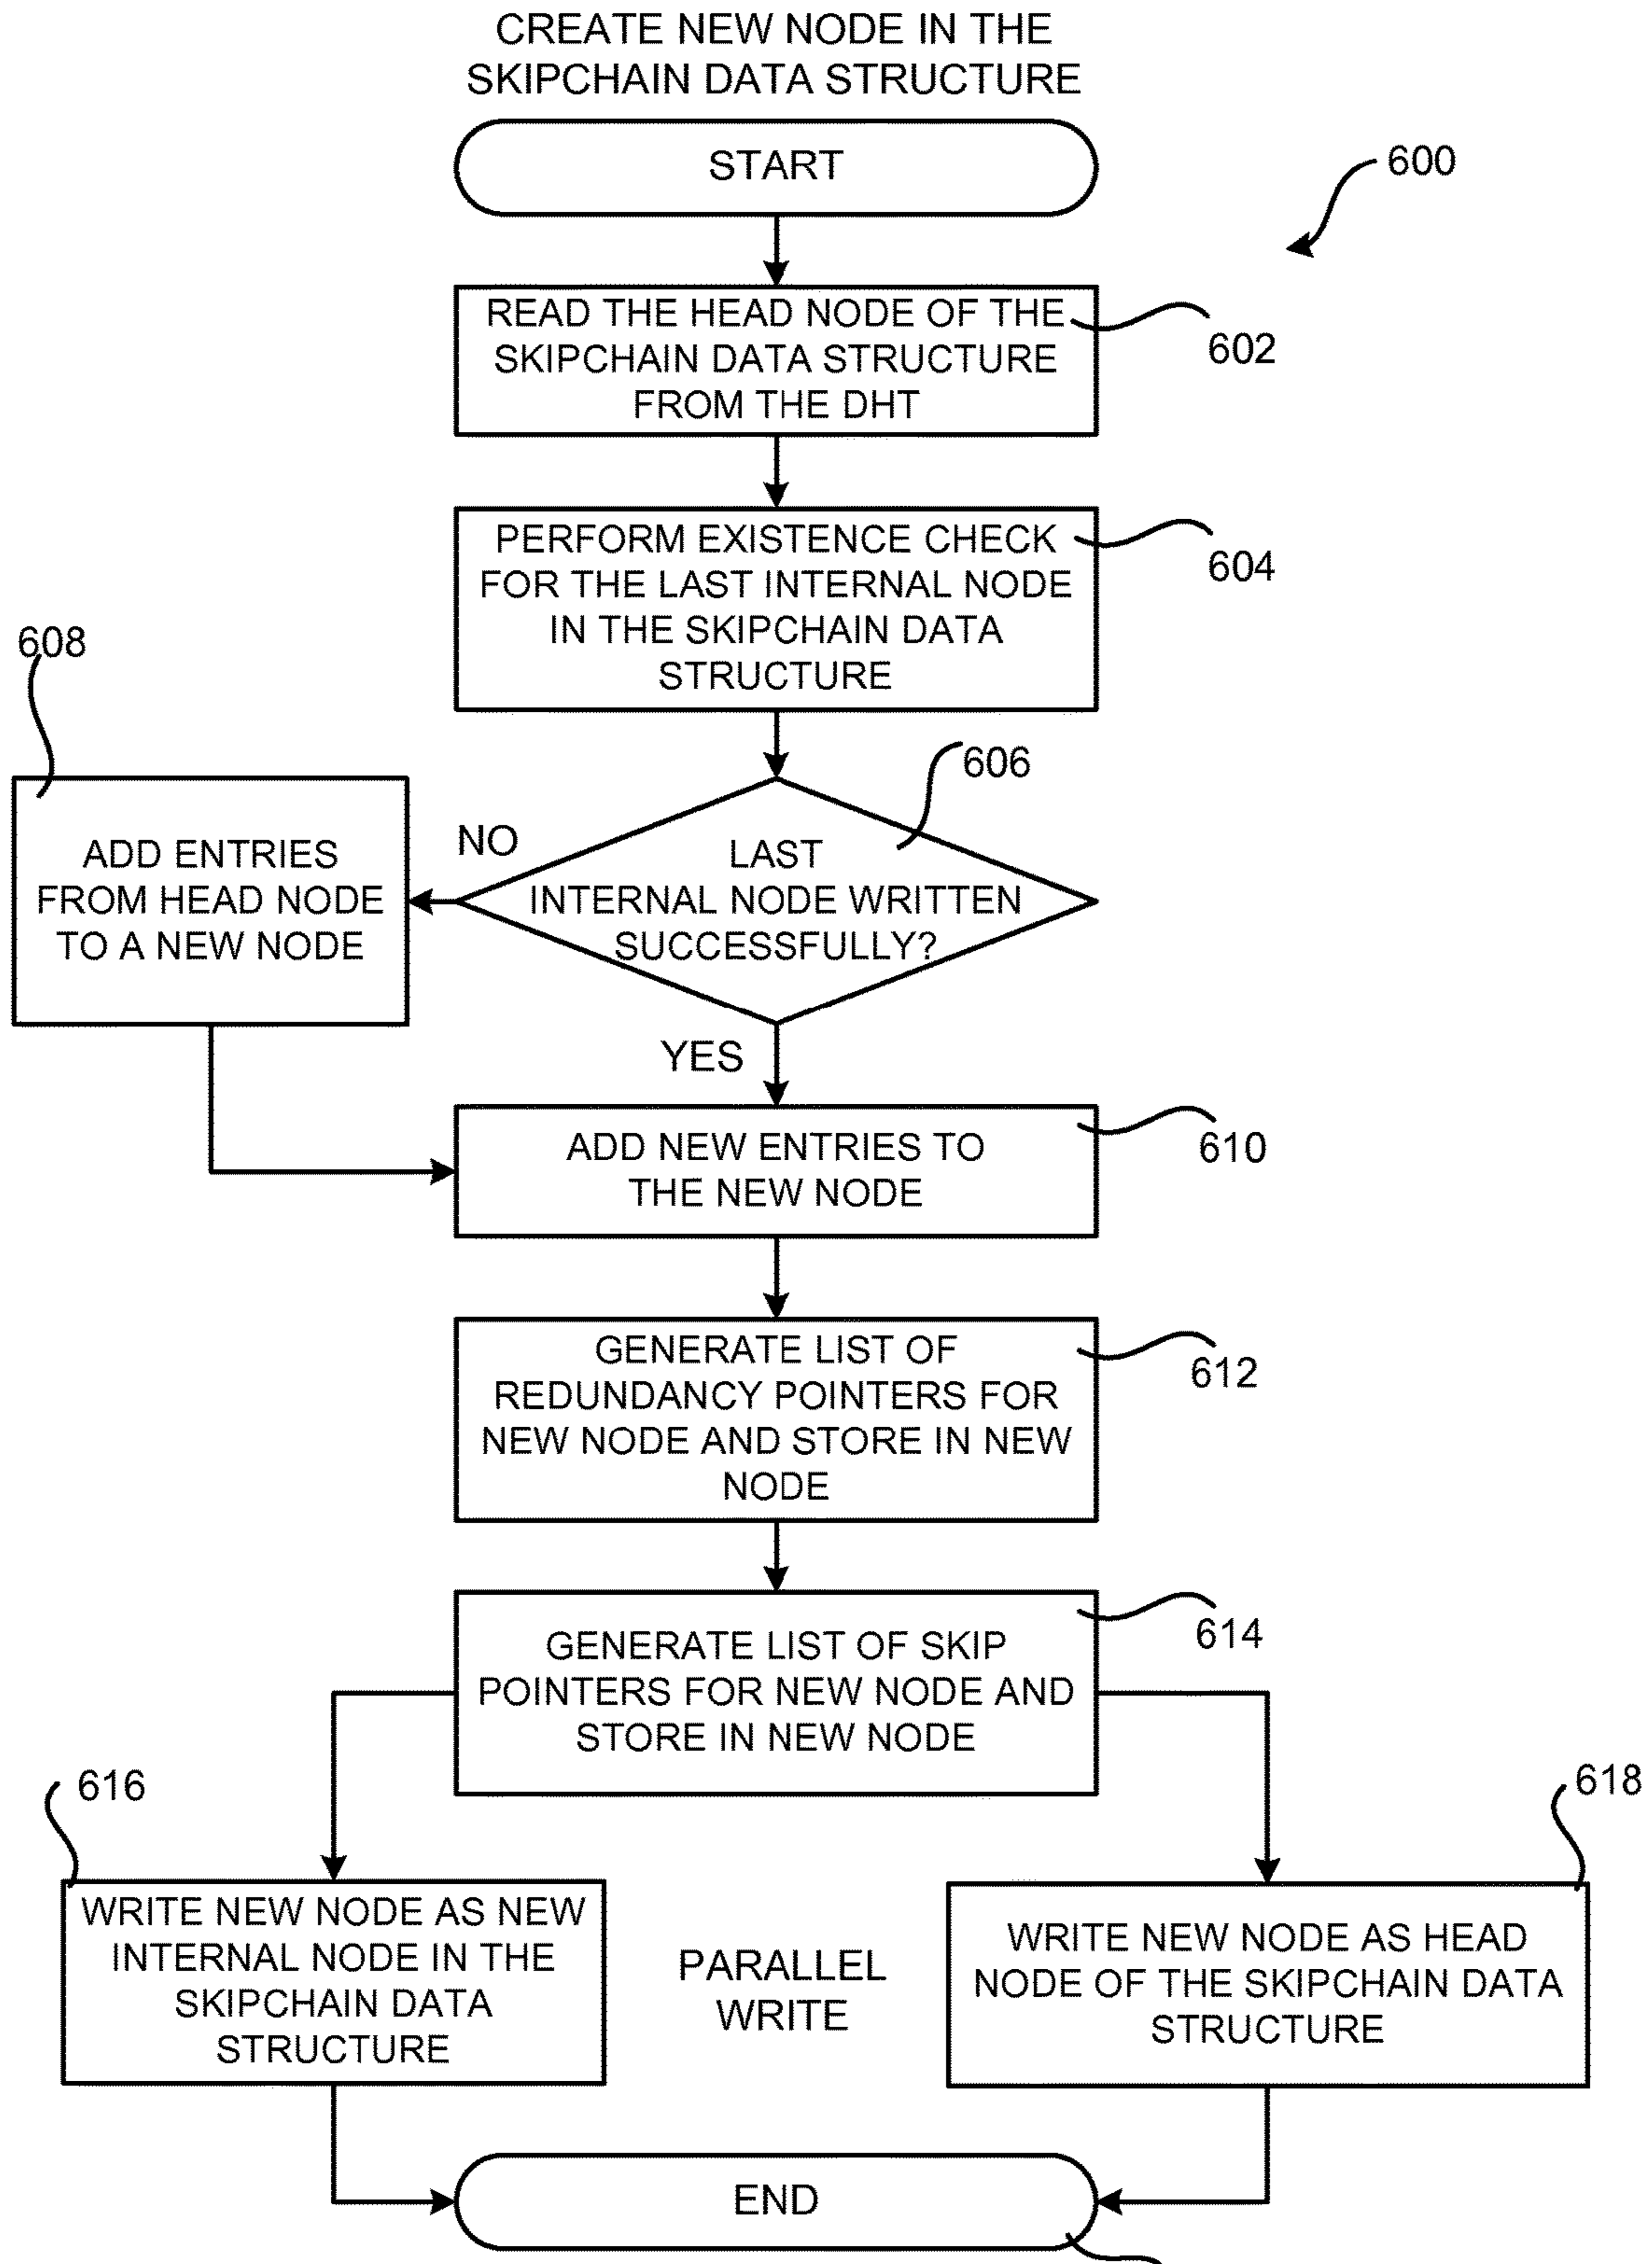 CREATE NEW NODE IN THE
SKIPCHAIN DATA STRUCTURE
START
600
READ THE HEAD NODE OF THE
SKIPCHAIN DATA STRUCTURE
FROM THE DHT
602
PERFORM EXISTENCE CHECK
FOR THE LAST INTERNAL NODE
IN THE SKIPCHAIN DATA
STRUCTURE
604
608
606
ADD ENTRIES
FROM HEAD NODE
TO A NEW NODE
NO
LAST
INTERNAL NODE WRITTEN
SUCCESSFULLY?
YES
ADD NEW ENTRIES TO
THE NEW NODE
610
GENERATE LIST OF
REDUNDANCY POINTERS FOR
NEW NODE AND STORE IN NEW
NODE
612
GENERATE LIST OF SKIP
POINTERS FOR NEW NODE AND
STORE IN NEW NODE
614
616
618
WRITE NEW NODE AS NEW
INTERNAL NODE IN THE
SKIPCHAIN DATA
STRUCTURE
PARALLEL
WRITE
WRITE NEW NODE AS HEAD
NODE OF THE SKIPCHAIN DATA
STRUCTURE
END